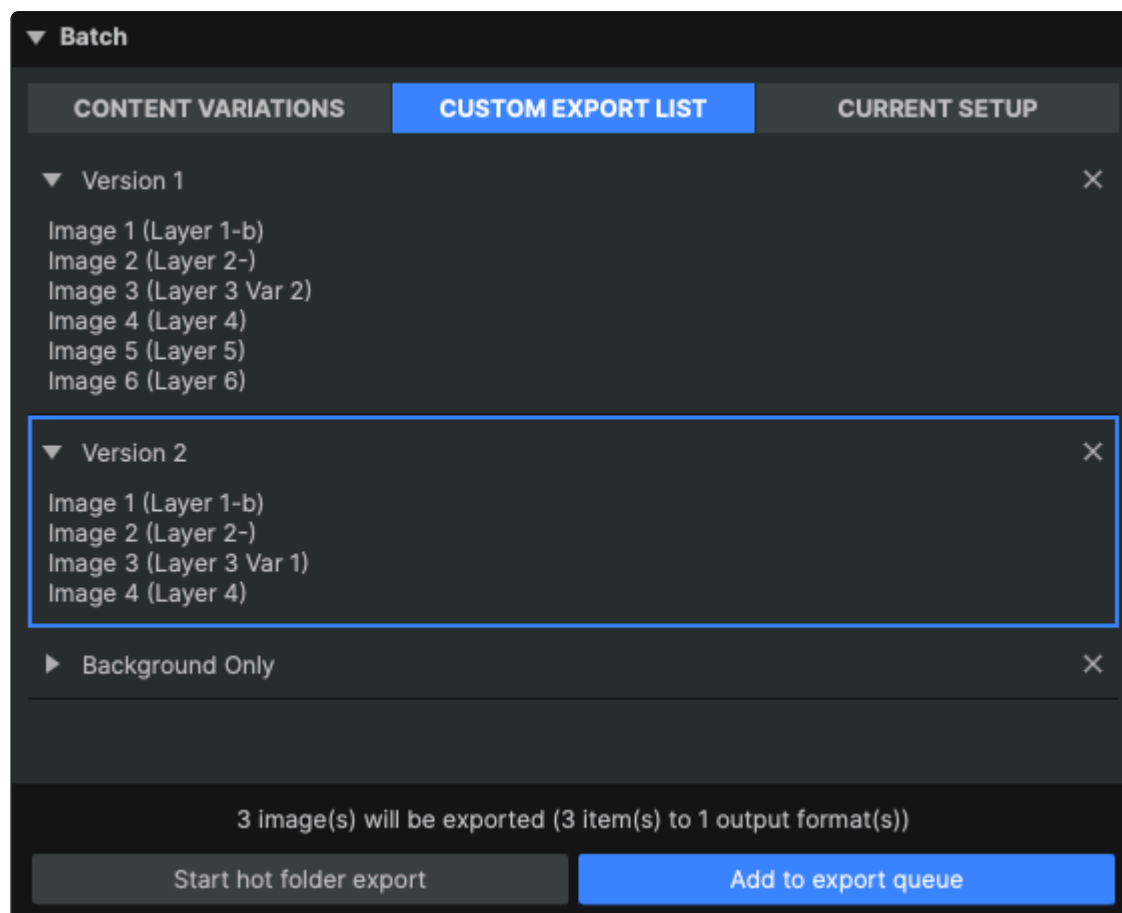 Batch
CONTENT VARIATIONS CUSTOM EXPORT LIST CURRENT SETUP
Version 1
Image 1 (Layer 1-b)
Image 2 (Layer 2-)
Image 3 (Layer 3 Var 2)
Image 4 (Layer 4)
Image 5 (Layer 5)
Image 6 (Layer 6)
Version 2
Image 1 (Layer 1-b)
Image 2 (Layer 2-)
Image 3 (Layer 3 Var 1)
Image 4 (Layer 4)
Background Only
3 image(s) will be exported (3 item(s) to 1 output format(s))
Start hot folder export Add to export queue